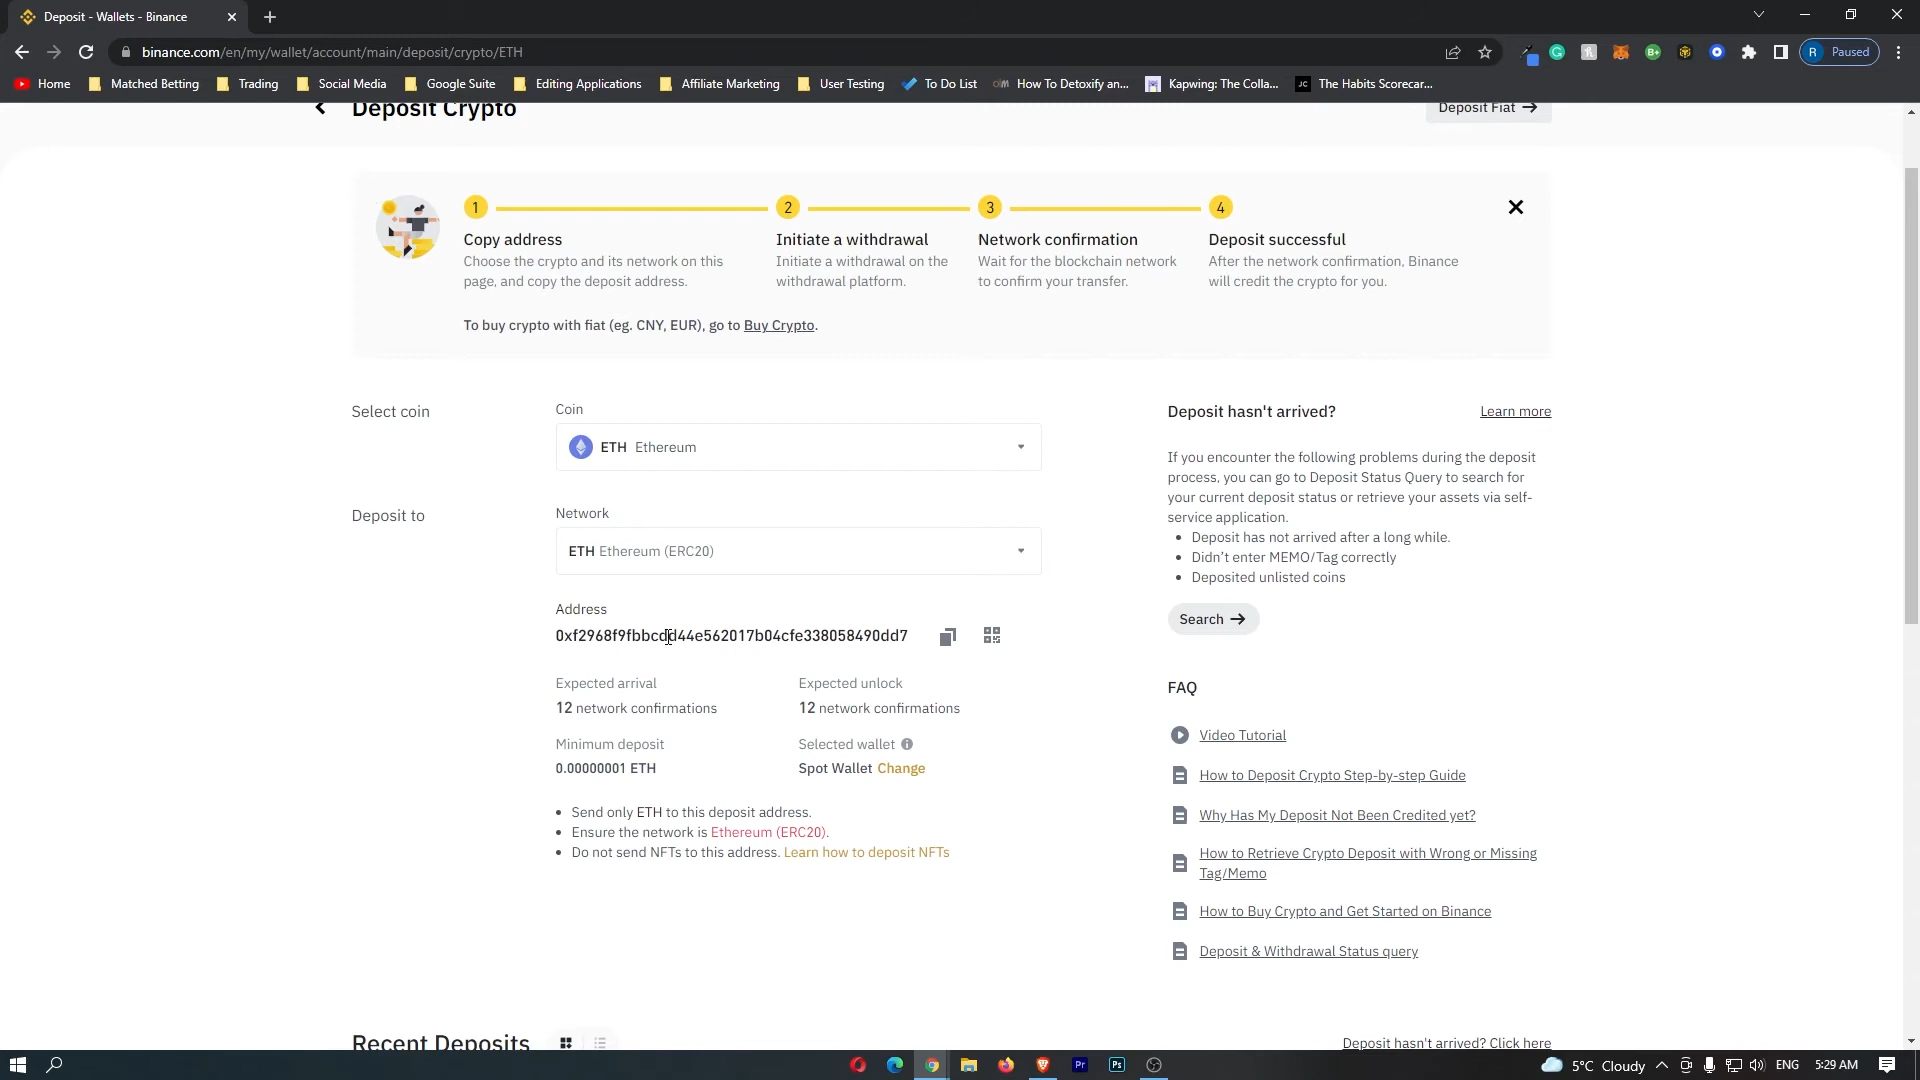 Deposit - Wallets - Binance
binance.com/en/my/wallet/account/main/deposit/crypto/ETH
R Paused
Home Matched Betting Trading Social Media Google Suite Editing Applications Affiliate Marketing User Testing To Do List How To Detoxify an... Kapwing: The Colla... JC The Habits Scorecar...
Deposit Crypto
Deposit Fiat
1 2 3 4
Copy address
Choose the crypto and its network on this
page, and copy the deposit address.
Initiate a withdrawal
Initiate a withdrawal on the
withdrawal platform.
Network confirmation
Wait for the blockchain network
to confirm your transfer.
Deposit successful
After the network confirmation, Binance
will credit the crypto for you.
To buy crypto with fiat (eg. CNY, EUR), go to Buy Crypto.
Select coin
Coin
ETH Ethereum
Deposit to
Network
ETH Ethereum (ERC20)
Address
0xf2968f9fbbcdd44e562017b04cfe338058490dd7
Expected arrival
12 network confirmations
Expected unlock
12 network confirmations
Minimum deposit
0.00000001 ETH
Selected wallet
Spot Wallet Change
Send only ETH to this deposit address.
Ensure the network is Ethereum (ERC20).
Do not send NFTs to this address. Learn how to deposit NFTs
Deposit hasn't arrived?
Learn more
If you encounter the following problems during the deposit
process, you can go to Deposit Status Query to search for
your current deposit status or retrieve your assets via self-
service application.
Deposit has not arrived after a long while.
Didn't enter MEMO/Tag correctly
Deposited unlisted coins
Search
FAQ
Video Tutorial
How to Deposit Crypto Step-by-step Guide
Why Has My Deposit Not Been Credited yet?
How to Retrieve Crypto Deposit with Wrong or Missing
Tag/Memo
How to Buy Crypto and Get Started on Binance
Deposit & Withdrawal Status query
Recent Deposits
Deposit hasn't arrived? Click here
Pr Ps
5°C Cloudy ENG 5:29 AM